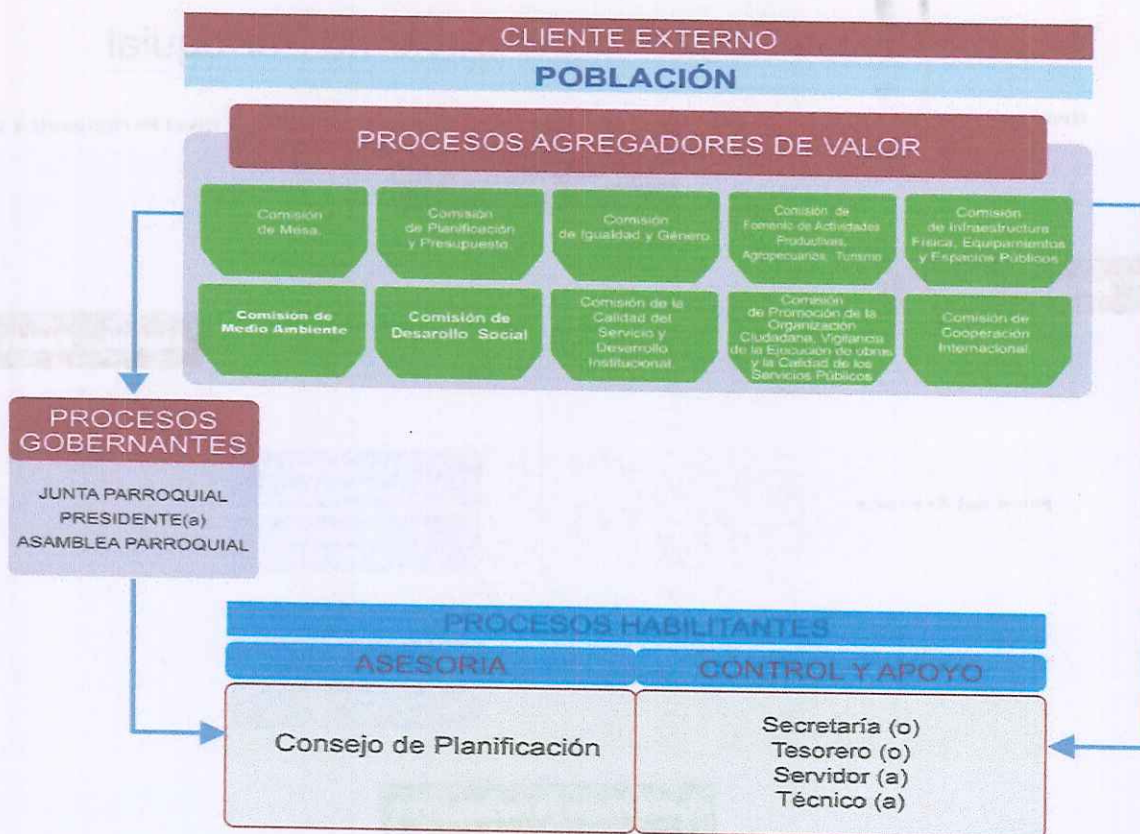 CLIENTE EXTERNO
POBLACIÓN
PROCESOS AGREGADORES DE VALOR
Comisión
de Mesa.
Comisión
de Planificación
y Presupuesto.
Comisión
de Igualdad y Género.
Comisión de
Fomento de Actividades
Productivas,
Agropecuarias, Turismo
Comisión
de Infraestructura
Física, Equipamientos
y Espacios Públicos
Comisión de
Medio Ambiente
Comisión de
Desarollo Social
Comisión de la
Calidad del
Servicio y
Desarrollo
Institucional.
Comisión
de Promoción de la
Organización
Ciudadana, Vigilancia
de la Ejecución de obras
y la Calidad de los
Servicios Públicos
Comisión de
Cooperación
Internacional.
PROCESOS
GOBERNANTES
JUNTA PARROQUIAL
PRESIDENTE(a)
ASAMBLEA PARROQUIAL
PROCESOS HABILITANTES
ASESORIA
CONTROL Y APOYO
Consejo de Planificación
Secretaría (o)
Tesorero (o)
Servidor (a)
Técnico (a)